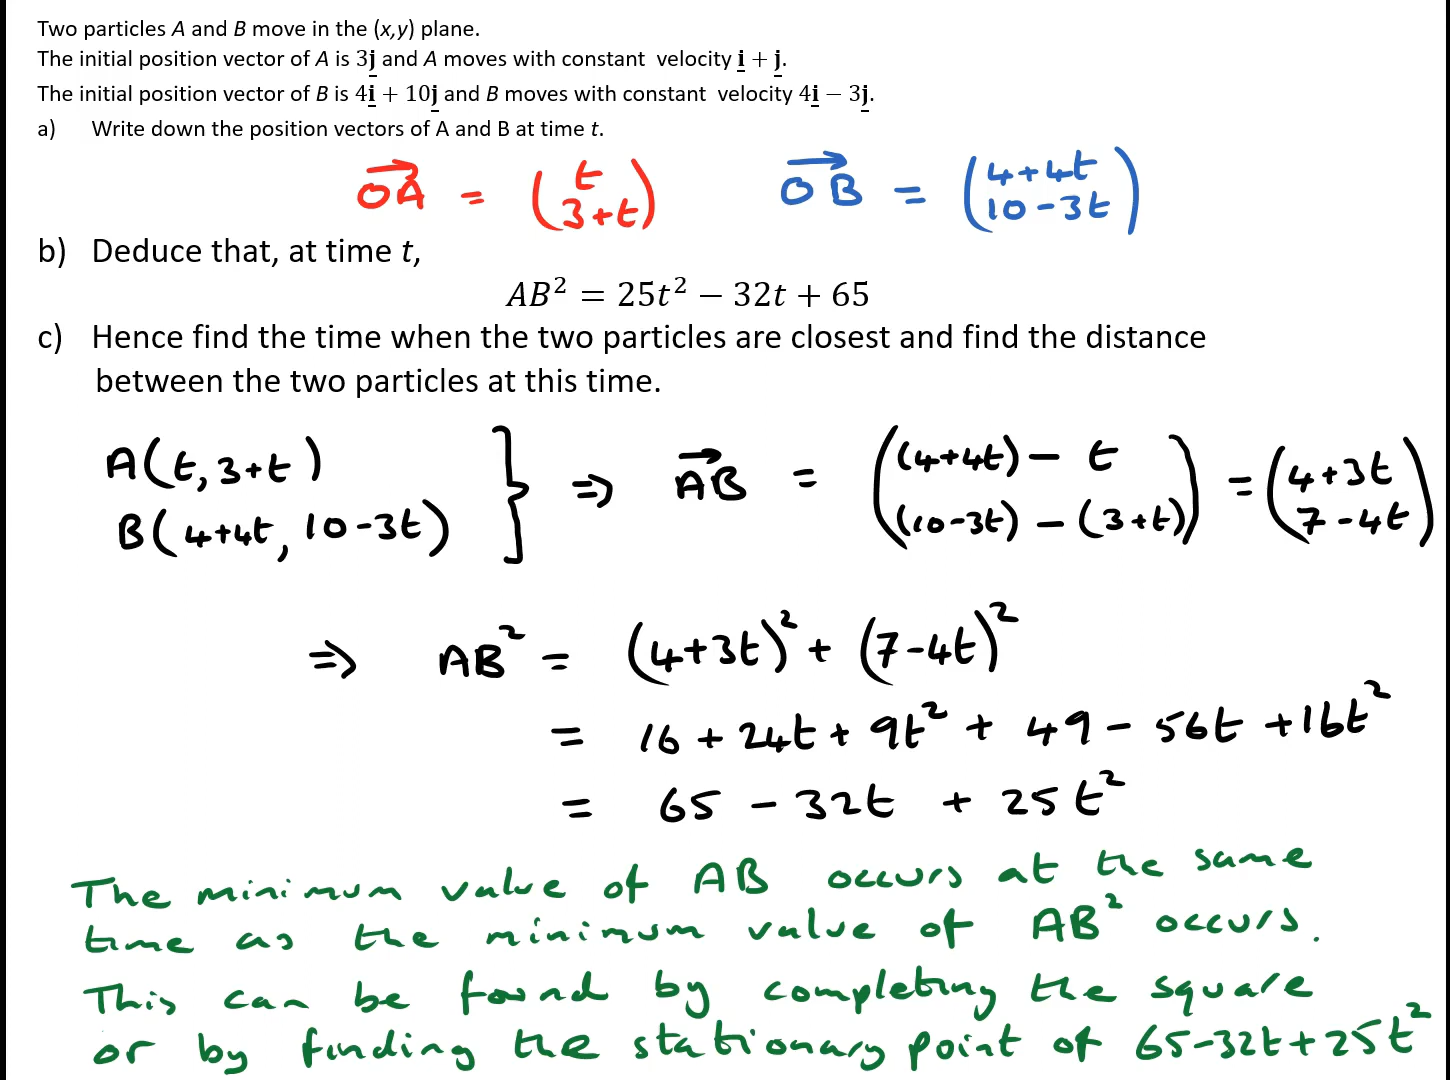 Two particles A and B move in the (x,y) plane.
The initial position vector of A is 3j and A moves with constant velocity i + j.
The initial position vector of B is 4i + 10j and B moves with constant velocity 4i − 3j.
a) Write down the position vectors of A and B at time t.
OA = (t / 3+t) OB = (4+4t / 10-3t)
b) Deduce that, at time t,
AB² = 25t² − 32t + 65
c) Hence find the time when the two particles are closest and find the distance
between the two particles at this time.
A(t, 3+t)
B(4+4t, 10-3t) } ⇒ AB = ((4+4t) - t / (10-3t) - (3+t)) = (4+3t / 7-4t)
⇒ AB² = (4+3t)² + (7-4t)²
= 16 + 24t + 9t² + 49 - 56t + 16t²
= 65 - 32t + 25t²
The minimum value of AB occurs at the same
time as the minimum value of AB² occurs.
This can be found by completing the square
or by finding the stationary point of 65-32t+25t²